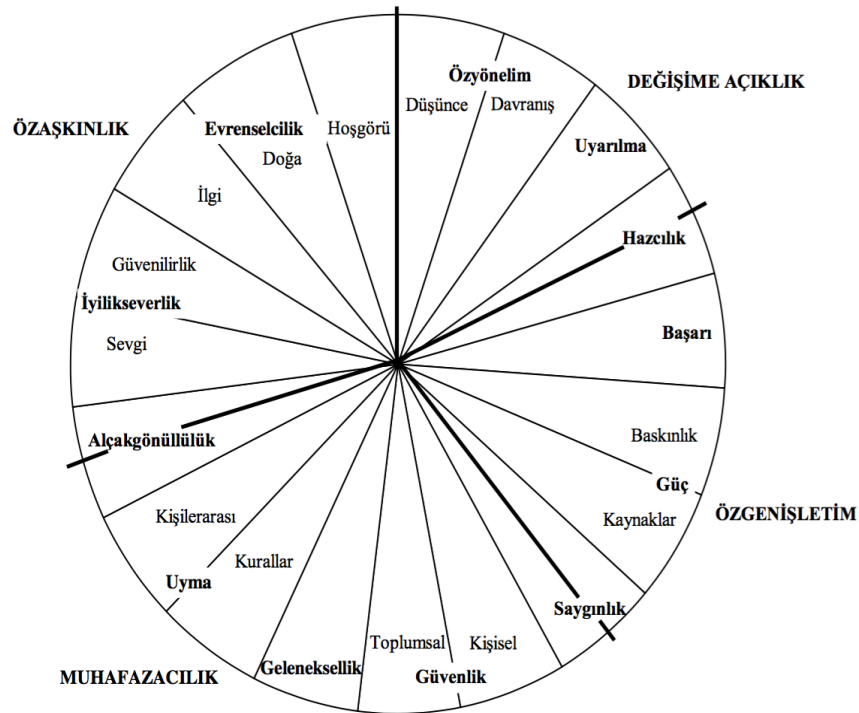 Özyönelim
Düşünce
Davranış
DEĞİŞİME AÇIKLIK
Uyarılma
Hazcılık
Başarı
Baskınlık
Güç
Kaynaklar
ÖZGENİŞLETİM
Saygınlık
Kişisel
Güvenlik
Toplumsal
Geleneksellik
MUHAFAZACILIK
Kurallar
Uyma
Kişilerarası
Alçakgönüllülük
Sevgi
İyilikseverlik
Güvenilirlik
ÖZAŞKINLIK
İlgi
Evrenselcilik
Doğa
Hoşgörü